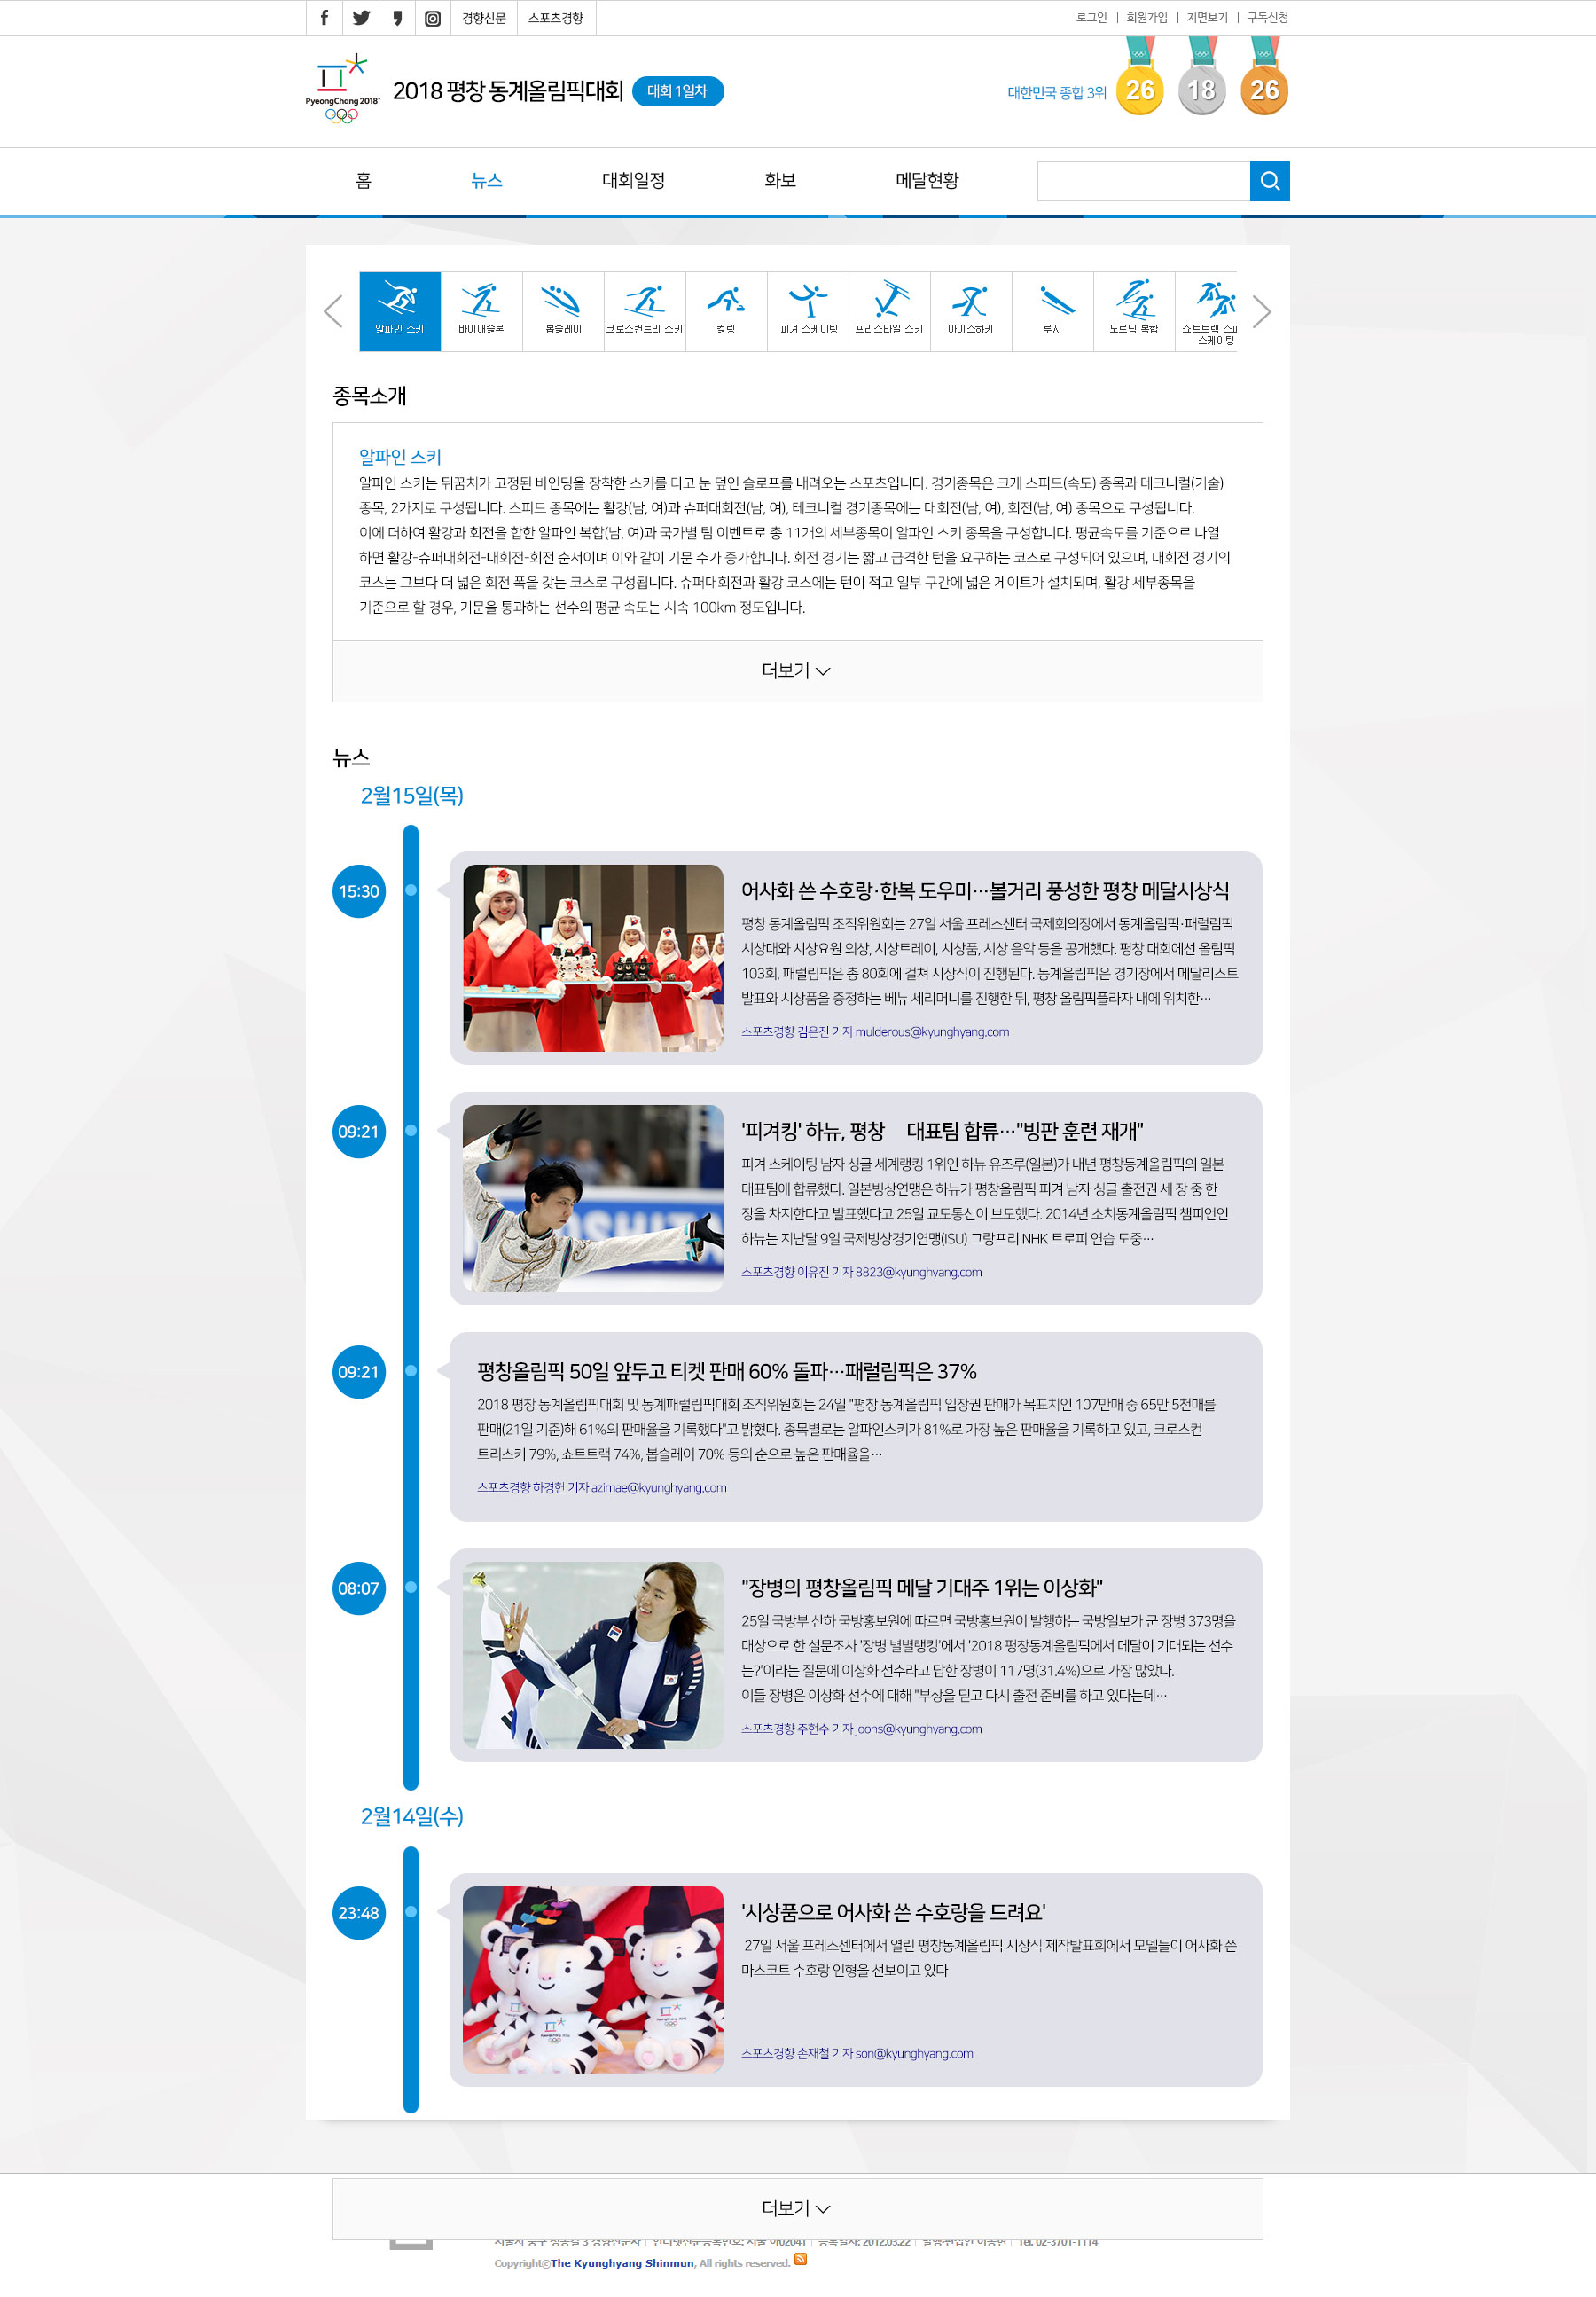 경향신문 스포츠경향 로그인 회원가입 지면보기 구독신청
PyeongChang 2018
2018 평창 동계올림픽대회 대회 1일차
대한민국 종합 3위 26 18 26
홈 뉴스 대회일정 화보 메달현황
알파인 스키 바이애슬론 봅슬레이 크로스컨트리 스키 컬링 피겨 스케이팅 프리스타일 스키 아이스하키 루지 노르딕 복합 쇼트트랙 스피
스케이팅
종목소개
알파인 스키
알파인 스키는 뒤꿈치가 고정된 바인딩을 장착한 스키를 타고 눈 덮인 슬로프를 내려오는 스포츠입니다. 경기종목은 크게 스피드(속도) 종목과 테크니컬(기술)
종목, 2가지로 구성됩니다. 스피드 종목에는 활강(남, 여)과 슈퍼대회전(남, 여), 테크니컬 경기종목에는 대회전(남, 여), 회전(남, 여) 종목으로 구성됩니다.
이에 더하여 활강과 회전을 합한 알파인 복합(남, 여)과 국가별 팀 이벤트로 총 11개의 세부종목이 알파인 스키 종목을 구성합니다. 평균속도를 기준으로 나열
하면 활강-슈퍼대회전-대회전-회전 순서이며 이와 같이 기문 수가 증가합니다. 회전 경기는 짧고 급격한 턴을 요구하는 코스로 구성되어 있으며, 대회전 경기의
코스는 그보다 더 넓은 회전 폭을 갖는 코스로 구성됩니다. 슈퍼대회전과 활강 코스에는 턴이 적고 일부 구간에 넓은 게이트가 설치되며, 활강 세부종목을
기준으로 할 경우, 기문을 통과하는 선수의 평균 속도는 시속 100km 정도입니다.
더보기
뉴스
2월15일(목)
15:30
어사화 쓴 수호랑·한복 도우미…볼거리 풍성한 평창 메달시상식
평창 동계올림픽 조직위원회는 27일 서울 프레스센터 국제회의장에서 동계올림픽·패럴림픽
시상대와 시상요원 의상, 시상트레이, 시상품, 시상 음악 등을 공개했다. 평창 대회에선 올림픽
103회, 패럴림픽은 총 80회에 걸쳐 시상식이 진행된다. 동계올림픽은 경기장에서 메달리스트
발표와 시상품을 증정하는 베뉴 세리머니를 진행한 뒤, 평창 올림픽플라자 내에 위치한…
스포츠경향 김은진 기자 mulderous@kyunghyang.com
09:21
'피겨킹' 하뉴, 평창 대표팀 합류…"빙판 훈련 재개"
피겨 스케이팅 남자 싱글 세계랭킹 1위인 하뉴 유즈루(일본)가 내년 평창동계올림픽의 일본
대표팀에 합류했다. 일본빙상연맹은 하뉴가 평창올림픽 피겨 남자 싱글 출전권 세 장 중 한
장을 차지한다고 발표했다고 25일 교도통신이 보도했다. 2014년 소치동계올림픽 챔피언인
하뉴는 지난달 9일 국제빙상경기연맹(ISU) 그랑프리 NHK 트로피 연습 도중…
스포츠경향 이유진 기자 8823@kyunghyang.com
09:21
평창올림픽 50일 앞두고 티켓 판매 60% 돌파…패럴림픽은 37%
2018 평창 동계올림픽대회 및 동계패럴림픽대회 조직위원회는 24일 "평창 동계올림픽 입장권 판매가 목표치인 107만매 중 65만 5천매를
판매(21일 기준)해 61%의 판매율을 기록했다"고 밝혔다. 종목별로는 알파인스키가 81%로 가장 높은 판매율을 기록하고 있고, 크로스컨
트리스키 79%, 쇼트트랙 74%, 봅슬레이 70% 등의 순으로 높은 판매율을…
스포츠경향 하경헌 기자 azimae@kyunghyang.com
08:07
"장병의 평창올림픽 메달 기대주 1위는 이상화"
25일 국방부 산하 국방홍보원에 따르면 국방홍보원이 발행하는 국방일보가 군 장병 373명을
대상으로 한 설문조사 '장병 별별랭킹'에서 '2018 평창동계올림픽에서 메달이 기대되는 선수
는?'이라는 질문에 이상화 선수라고 답한 장병이 117명(31.4%)으로 가장 많았다.
이들 장병은 이상화 선수에 대해 "부상을 딛고 다시 출전 준비를 하고 있다는데…
스포츠경향 주현수 기자 joohs@kyunghyang.com
2월14일(수)
23:48
'시상품으로 어사화 쓴 수호랑을 드려요'
27일 서울 프레스센터에서 열린 평창동계올림픽 시상식 제작발표회에서 모델들이 어사화 쓴
마스코트 수호랑 인형을 선보이고 있다
스포츠경향 손재철 기자 son@kyunghyang.com
더보기
서울시 중구 정동길 3 경향신문사 인터넷신문등록번호: 서울 아02041 등록일자: 2012.03.22 발행·편집인 이동현 Tel. 02-3701-1114
Copyright©The Kyunghyang Shinmun, All rights reserved.